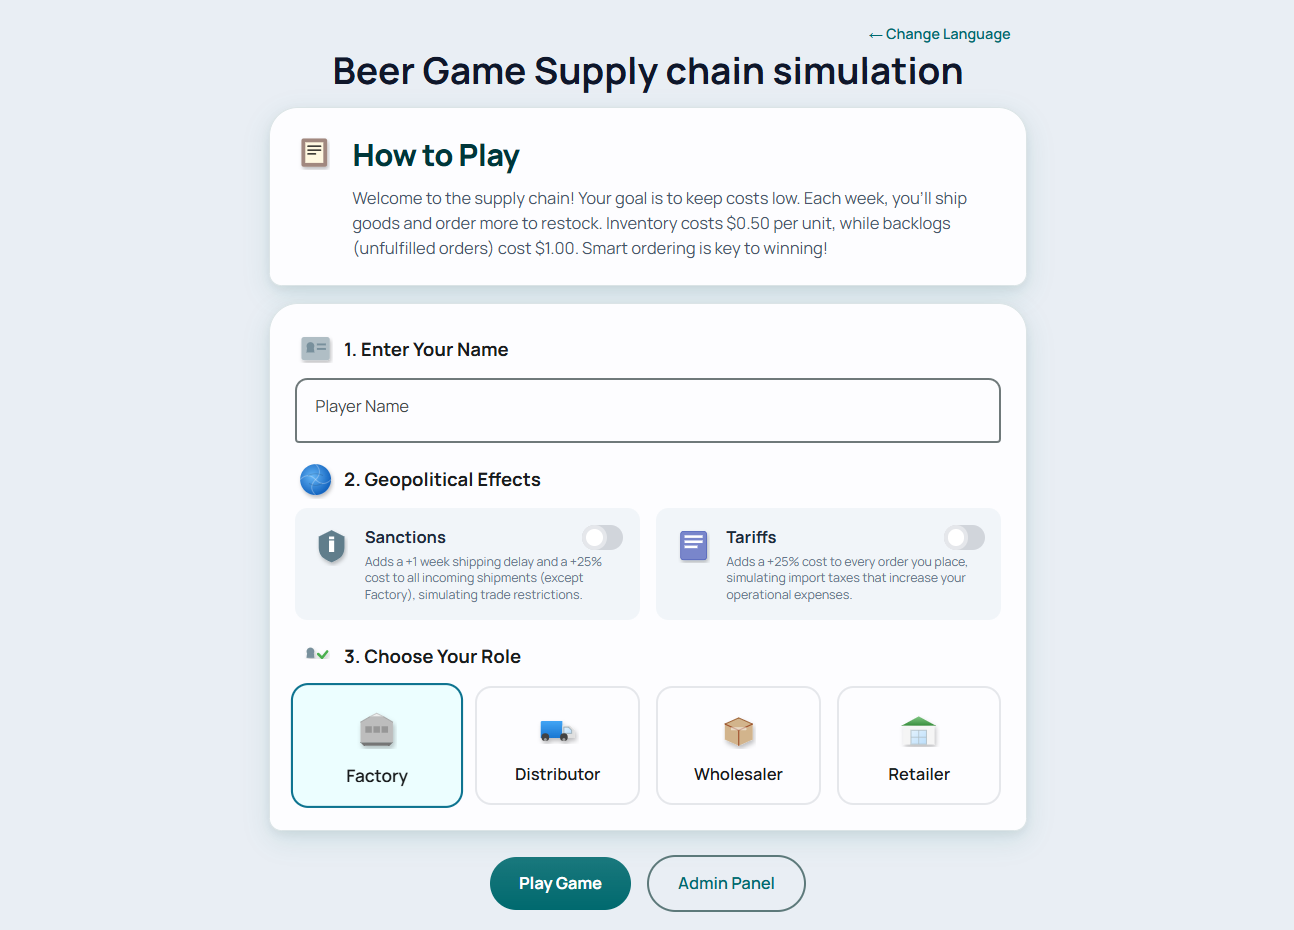 ← Change Language
Beer Game Supply chain simulation
How to Play
Welcome to the supply chain! Your goal is to keep costs low. Each week, you'll ship
goods and order more to restock. Inventory costs $0.50 per unit, while backlogs
(unfulfilled orders) cost $1.00. Smart ordering is key to winning!
1. Enter Your Name
Player Name
2. Geopolitical Effects
Sanctions
Adds a +1 week shipping delay and a +25%
cost to all incoming shipments (except
Factory), simulating trade restrictions.
Tariffs
Adds a +25% cost to every order you place,
simulating import taxes that increase your
operational expenses.
3. Choose Your Role
Factory
Distributor
Wholesaler
Retailer
Play Game
Admin Panel